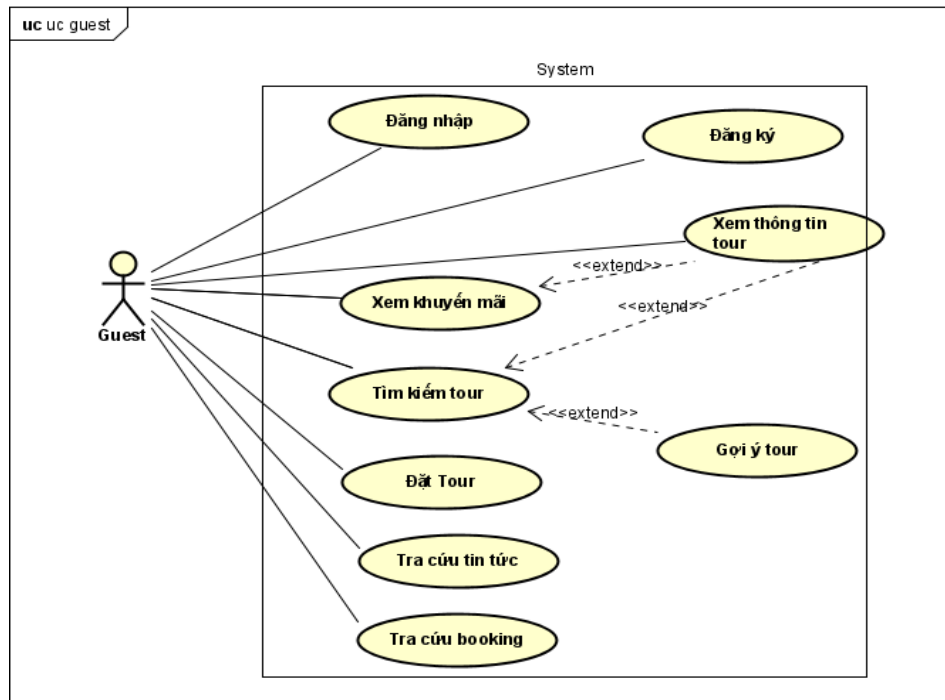 uc uc guest
System
Đăng nhập
Đăng ký
Xem thông tin
tour
<<extend>>
Xem khuyến mãi
<<extend>>
Guest
Tìm kiếm tour
<<extend>>
Gợi ý tour
Đặt Tour
Tra cứu tin tức
Tra cứu booking